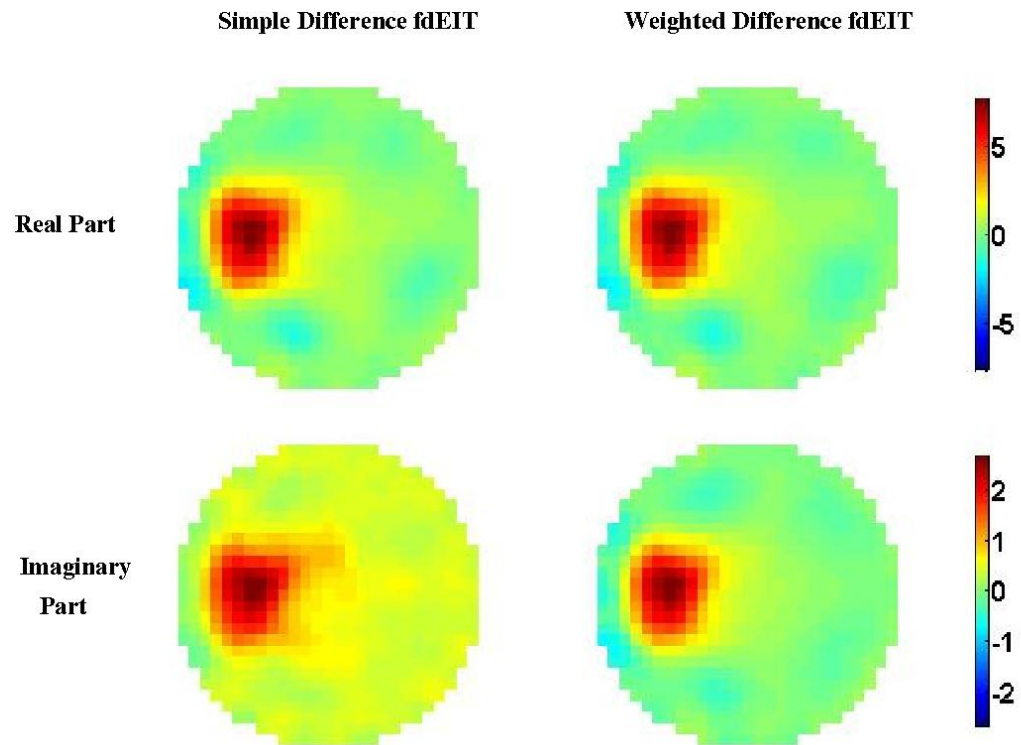 Simple Difference fdEIT
Weighted Difference fdEIT
Real Part
5
0
-5
Imaginary
Part
2
1
0
-1
-2